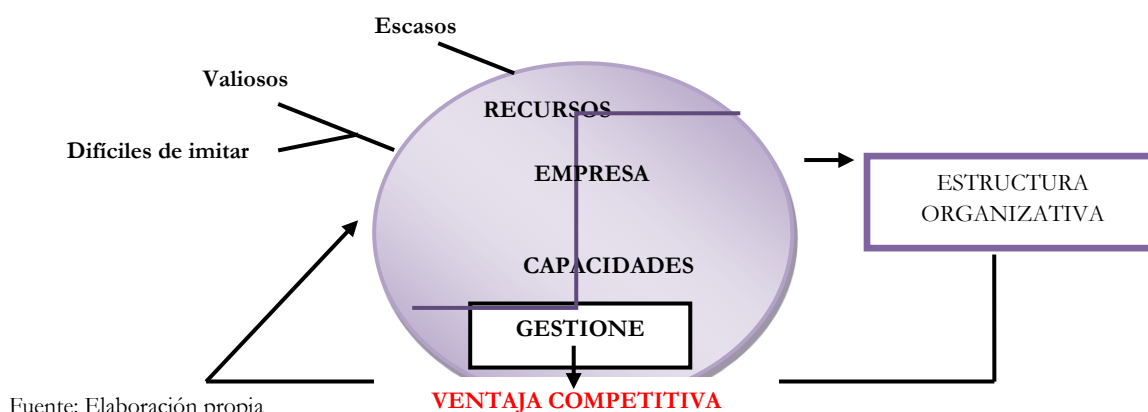 Escasos
Valiosos
RECURSOS
Difíciles de imitar
EMPRESA
ESTRUCTURA
ORGANIZATIVA
CAPACIDADES
GESTIONE
VENTAJA COMPETITIVA
Fuente: Elaboración propia